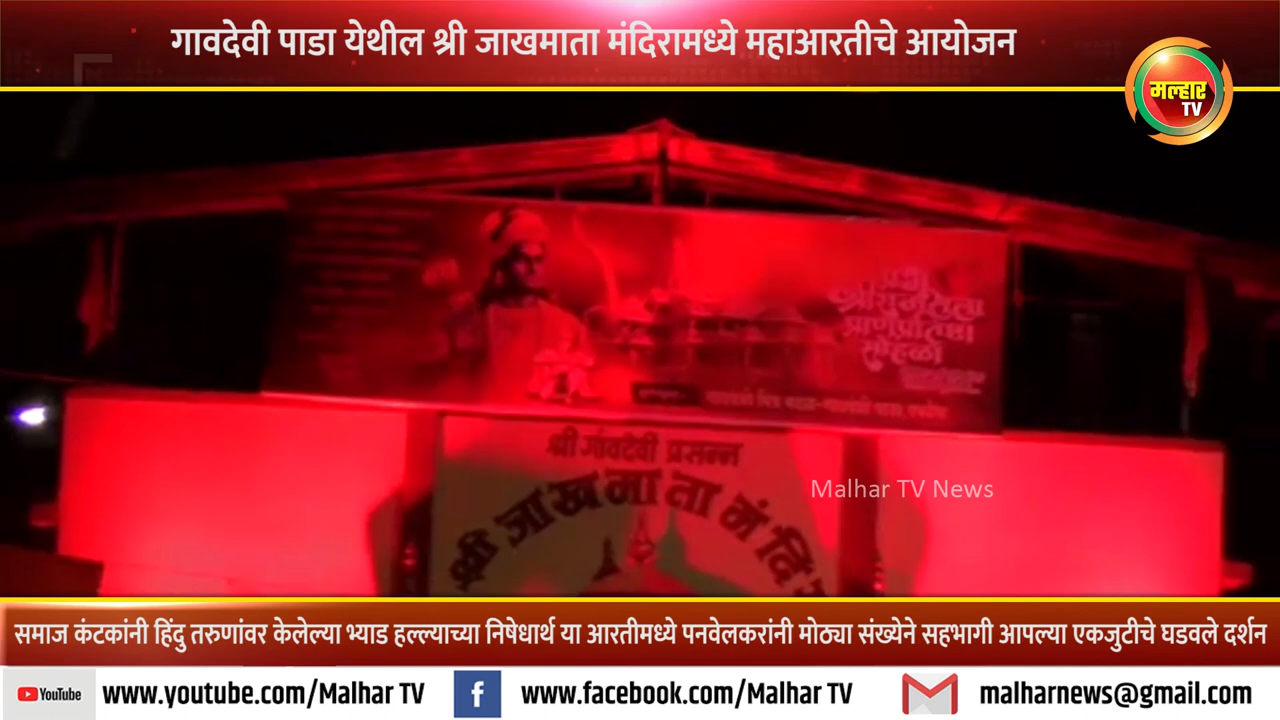 गावदेवी पाडा येथील श्री जाखमाता मंदिरामध्ये महाआरतीचे आयोजन
मल्हार
TV
प्राणप्रतिष्ठा
सोहळा
श्री गांवदेवी प्रसन्न
श्री जाखमाता मंदि
Malhar TV News
समाज कंटकांनी हिंदु तरुणांवर केलेल्या भ्याड हल्ल्याच्या निषेधार्थ या आरतीमध्ये पनवेलकरांनी मोठ्या संख्येने सहभागी आपल्या एकजुटीचे घडवले दर्शन
YouTube www.youtube.com/Malhar TV f www.facebook.com/Malhar TV malharnews@gmail.com